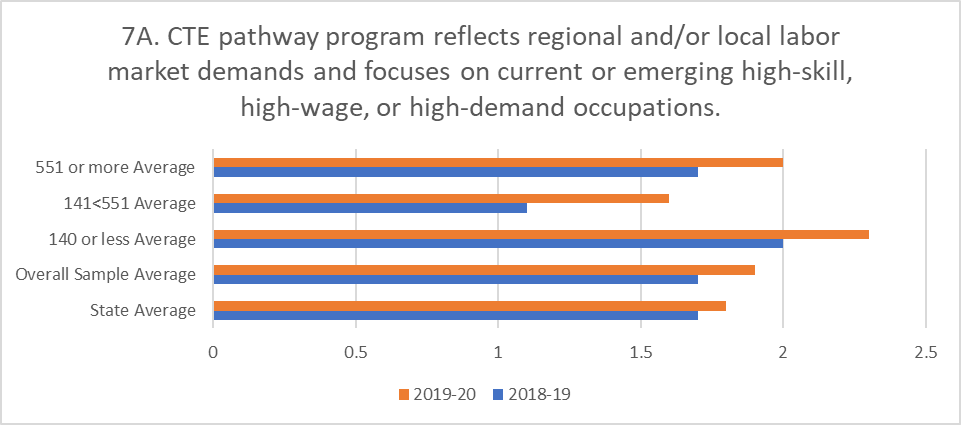 7A. CTE pathway program reflects regional and/or local labor
market demands and focuses on current or emerging high-skill,
high-wage, or high-demand occupations.
551 or more Average
141<551 Average
140 or less Average
Overall Sample Average
State Average
0 0.5 1 1.5 2 2.5
2019-20 2018-19